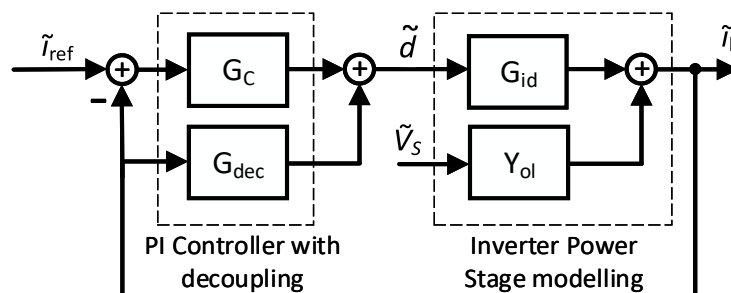 ĩref
+
GC
+
d̃
Gid
+
−
Gdec
ṼS
Yol
PI Controller with
decoupling
Inverter Power
Stage modelling